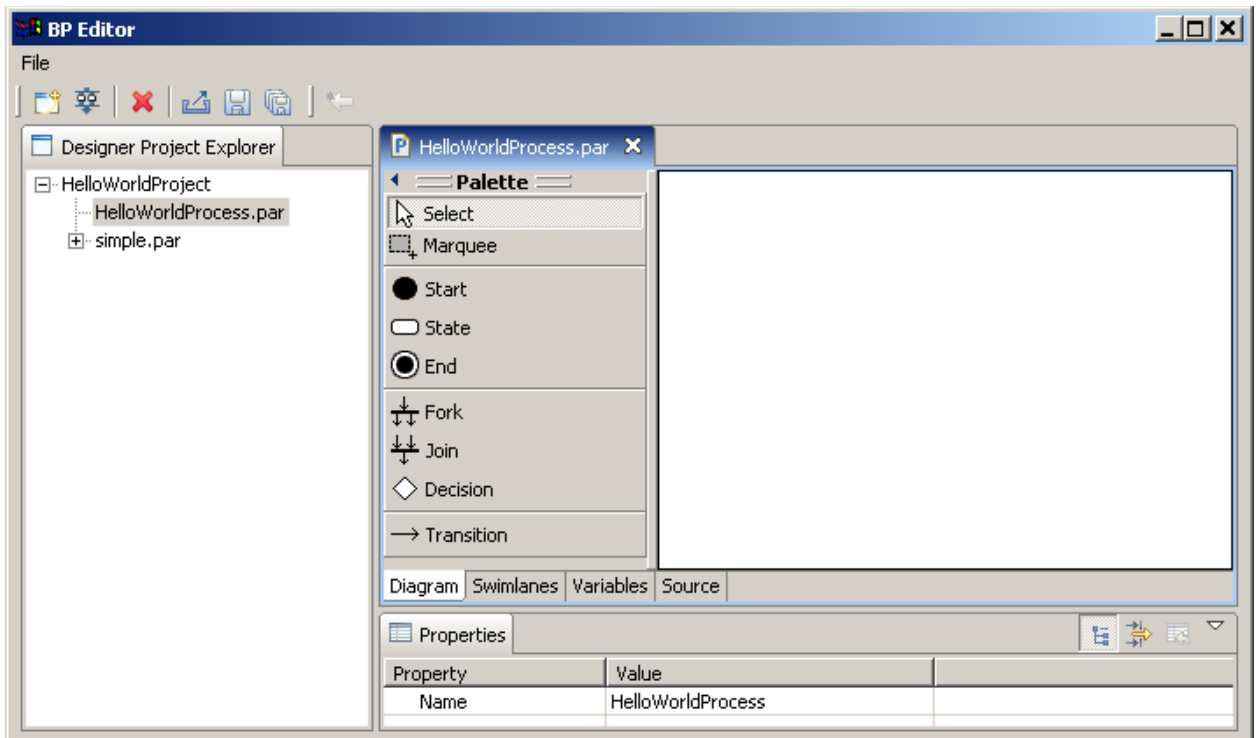 BP Editor
File
Designer Project Explorer
HelloWorldProject
HelloWorldProcess.par
simple.par
HelloWorldProcess.par
Palette
Select
Marquee
Start
State
End
Fork
Join
Decision
Transition
Diagram Swimlanes Variables Source
Properties
Property Value
Name HelloWorldProcess